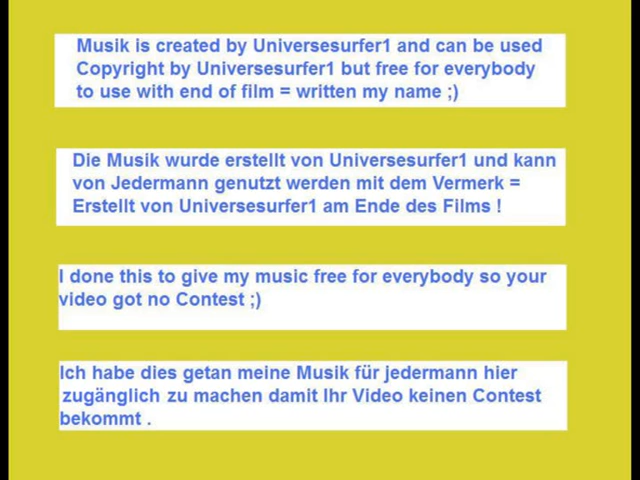 Musik is created by Universesurfer1 and can be used
Copyright by Universesurfer1 but free for everybody
to use with end of film = written my name ;)
Die Musik wurde erstellt von Universesurfer1 und kann
von Jedermann genutzt werden mit dem Vermerk =
Erstellt von Universesurfer1 am Ende des Films !
I done this to give my music free for everybody so your
video got no Contest ;)
Ich habe dies getan meine Musik für jedermann hier
zugänglich zu machen damit Ihr Video keinen Contest
bekommt .